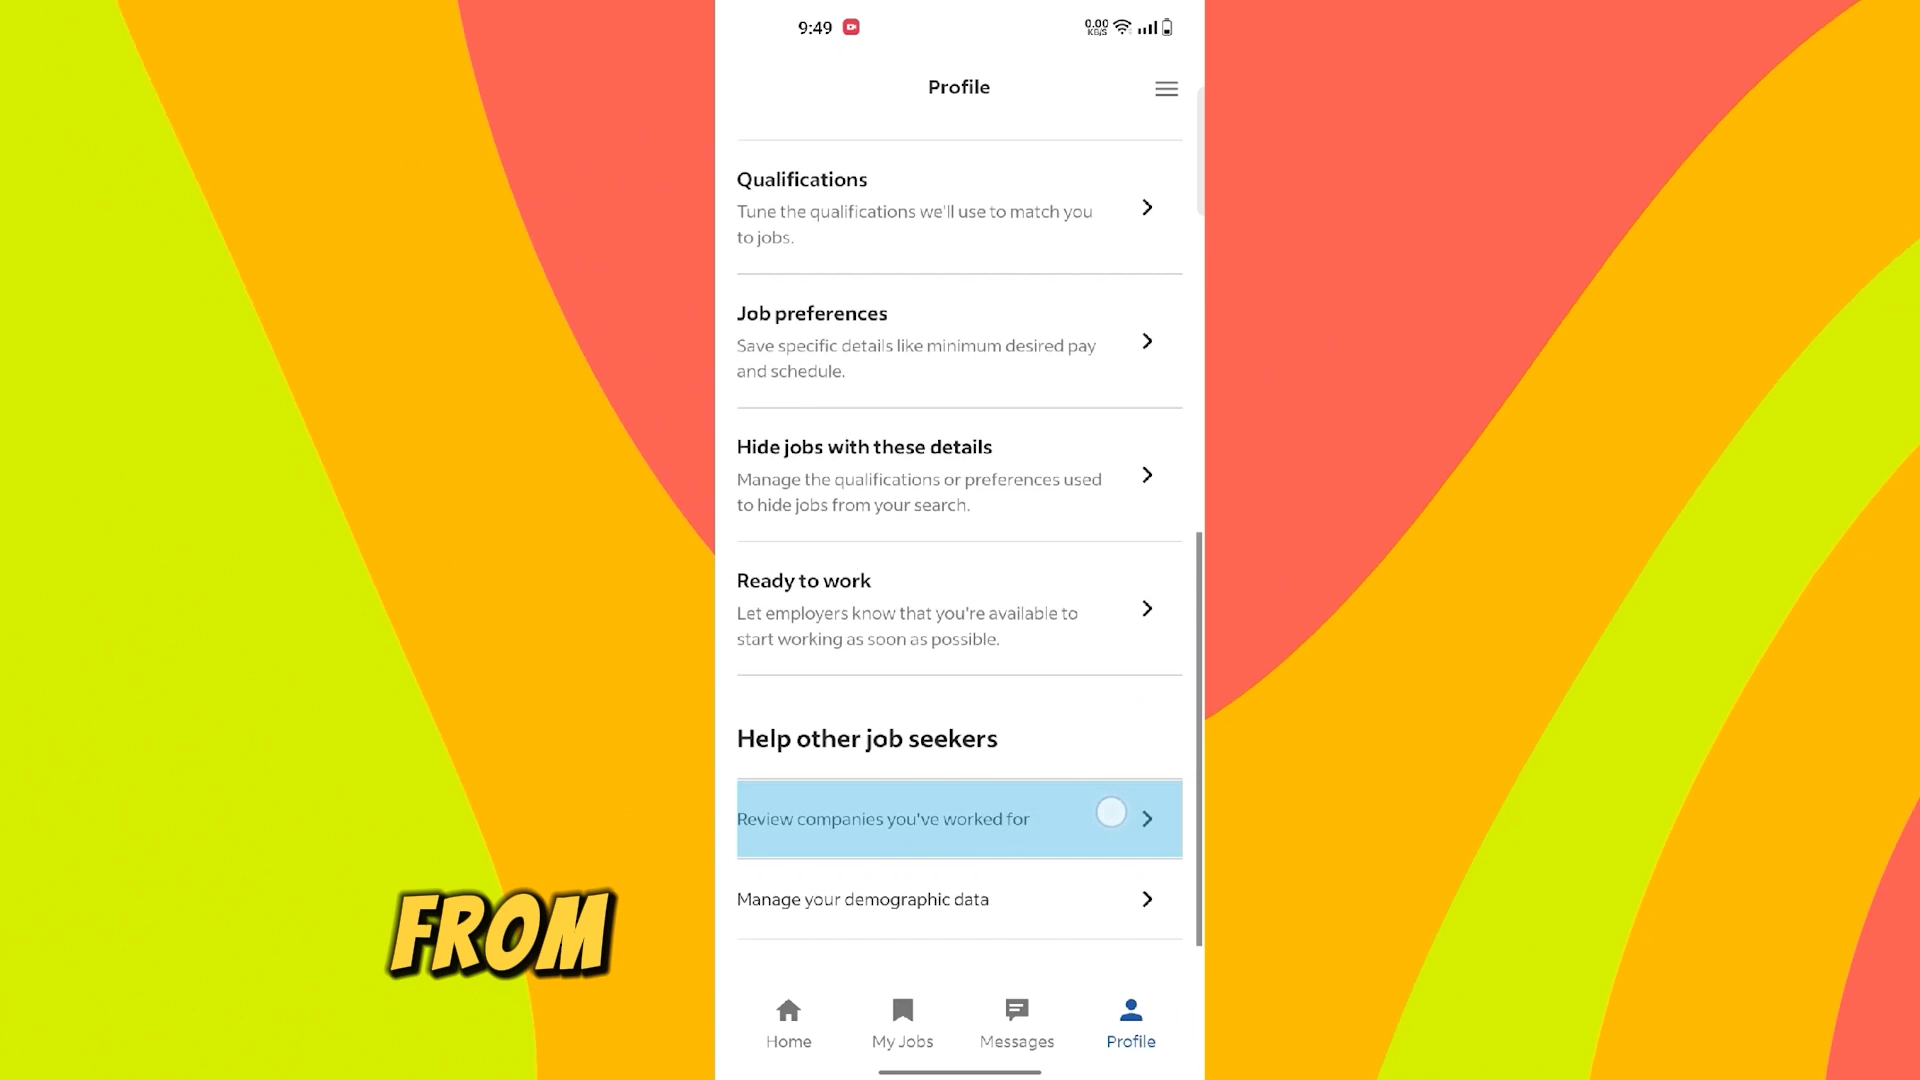 9:49
0.00
KB/S
Profile
Qualifications
Tune the qualifications we'll use to match you
to jobs.
Job preferences
Save specific details like minimum desired pay
and schedule.
Hide jobs with these details
Manage the qualifications or preferences used
to hide jobs from your search.
Ready to work
Let employers know that you're available to
start working as soon as possible.
Help other job seekers
Review companies you've worked for
Manage your demographic data
FROM
Home
My Jobs
Messages
Profile